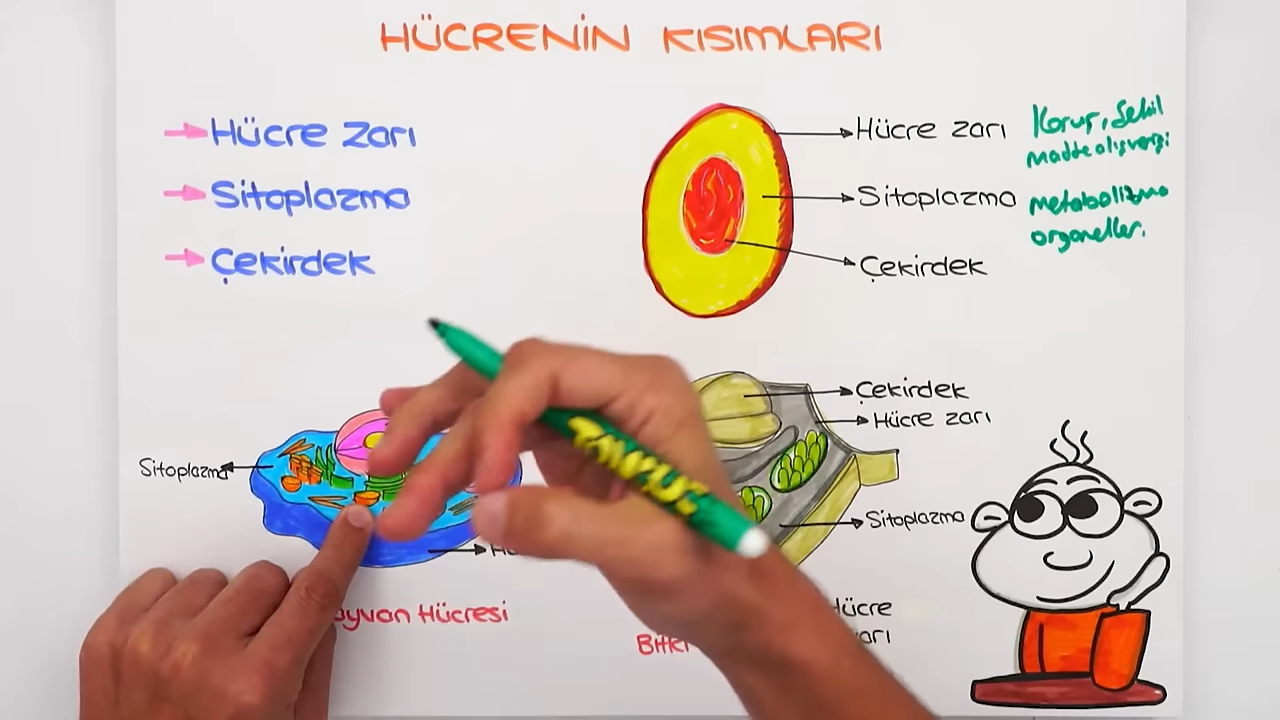 HÜCRENİN KISIMLARI
Hücre Zarı
Sitoplazma
Çekirdek
Hücre zarı
Korur, Şekil
madde alışverişi
Sitoplazma
metabolizma
organeller.
Çekirdek
Çekirdek
Hücre zarı
Sitoplazma
Sitoplazma
Hücresi
Bitki